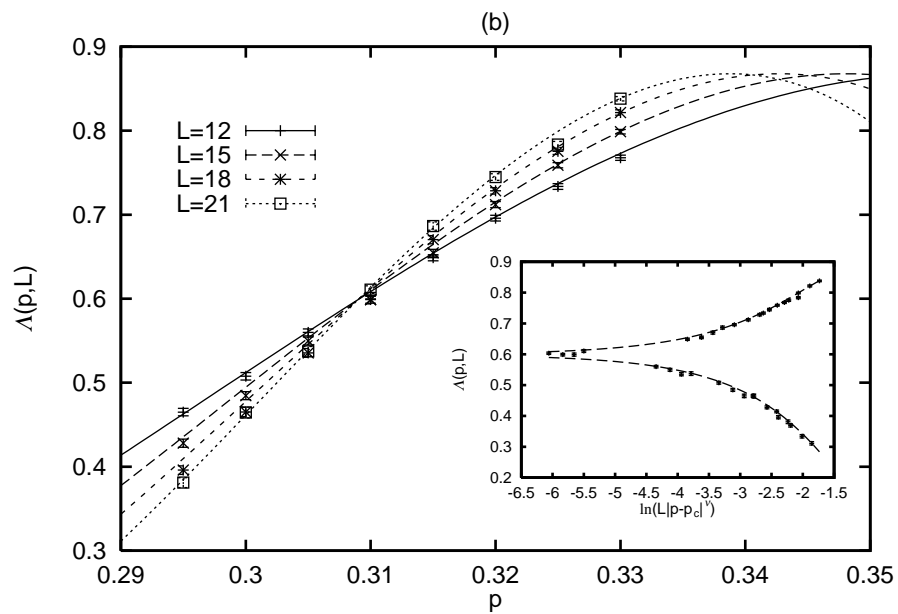 (b)
Λ(p,L)
0.9
0.8
0.7
0.6
0.5
0.4
0.3
L=12
L=15
L=18
L=21
Λ(p,L)
0.9
0.8
0.7
0.6
0.5
0.4
0.3
0.2
-6.5 -6 -5.5 -5 -4.5 -4 -3.5 -3 -2.5 -2 -1.5
ln(L|p-p_c|^ν)
0.29 0.3 0.31 0.32 0.33 0.34 0.35
p